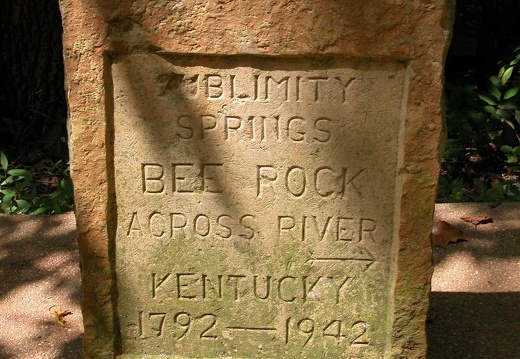 SUBLIMITY
SPRINGS
BEE ROCK
ACROSS RIVER
KENTUCKY
1792—1942